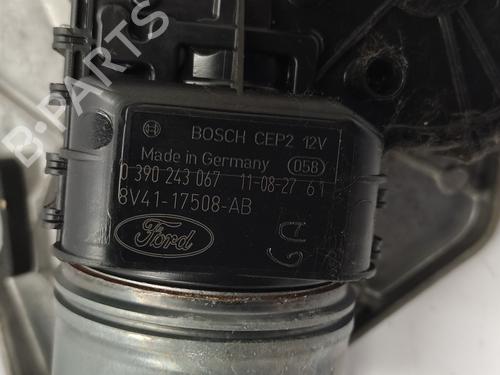 B-PARTS
BOSCH CEP2 12V
Made in Germany 058
0 390 243 067 11-08-27 61
8V41-17508-AB
Ford